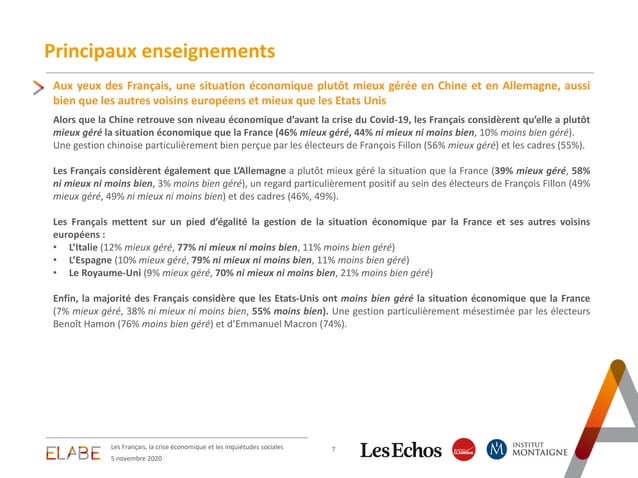 Principaux enseignements
Aux yeux des Français, une situation économique plutôt mieux gérée en Chine et en Allemagne, aussi
bien que les autres voisins européens et mieux que les Etats Unis
Alors que la Chine retrouve son niveau économique d’avant la crise du Covid-19, les Français considèrent qu’elle a plutôt
mieux géré la situation économique que la France (46% mieux géré, 44% ni mieux ni moins bien, 10% moins bien géré).
Une gestion chinoise particulièrement bien perçue par les électeurs de François Fillon (56% mieux géré) et les cadres (55%).
Les Français considèrent également que L’Allemagne a plutôt mieux géré la situation que la France (39% mieux géré, 58%
ni mieux ni moins bien, 3% moins bien géré), un regard particulièrement positif au sein des électeurs de François Fillon (49%
mieux géré, 49% ni mieux ni moins bien) et des cadres (46%, 49%).
Les Français mettent sur un pied d’égalité la gestion de la situation économique par la France et ses autres voisins
européens :
• L’Italie (12% mieux géré, 77% ni mieux ni moins bien, 11% moins bien géré)
• L’Espagne (10% mieux géré, 79% ni mieux ni moins bien, 11% moins bien géré)
• Le Royaume-Uni (9% mieux géré, 70% ni mieux ni moins bien, 21% moins bien géré)
Enfin, la majorité des Français considère que les Etats-Unis ont moins bien géré la situation économique que la France
(7% mieux géré, 38% ni mieux ni moins bien, 55% moins bien). Une gestion particulièrement mésestimée par les électeurs
Benoît Hamon (76% moins bien géré) et d’Emmanuel Macron (74%).
ELABE
Les Français, la crise économique et les inquiétudes sociales
5 novembre 2020
7
Les Echos
RADIO CLASSIQUE
INSTITUT
MONTAIGNE